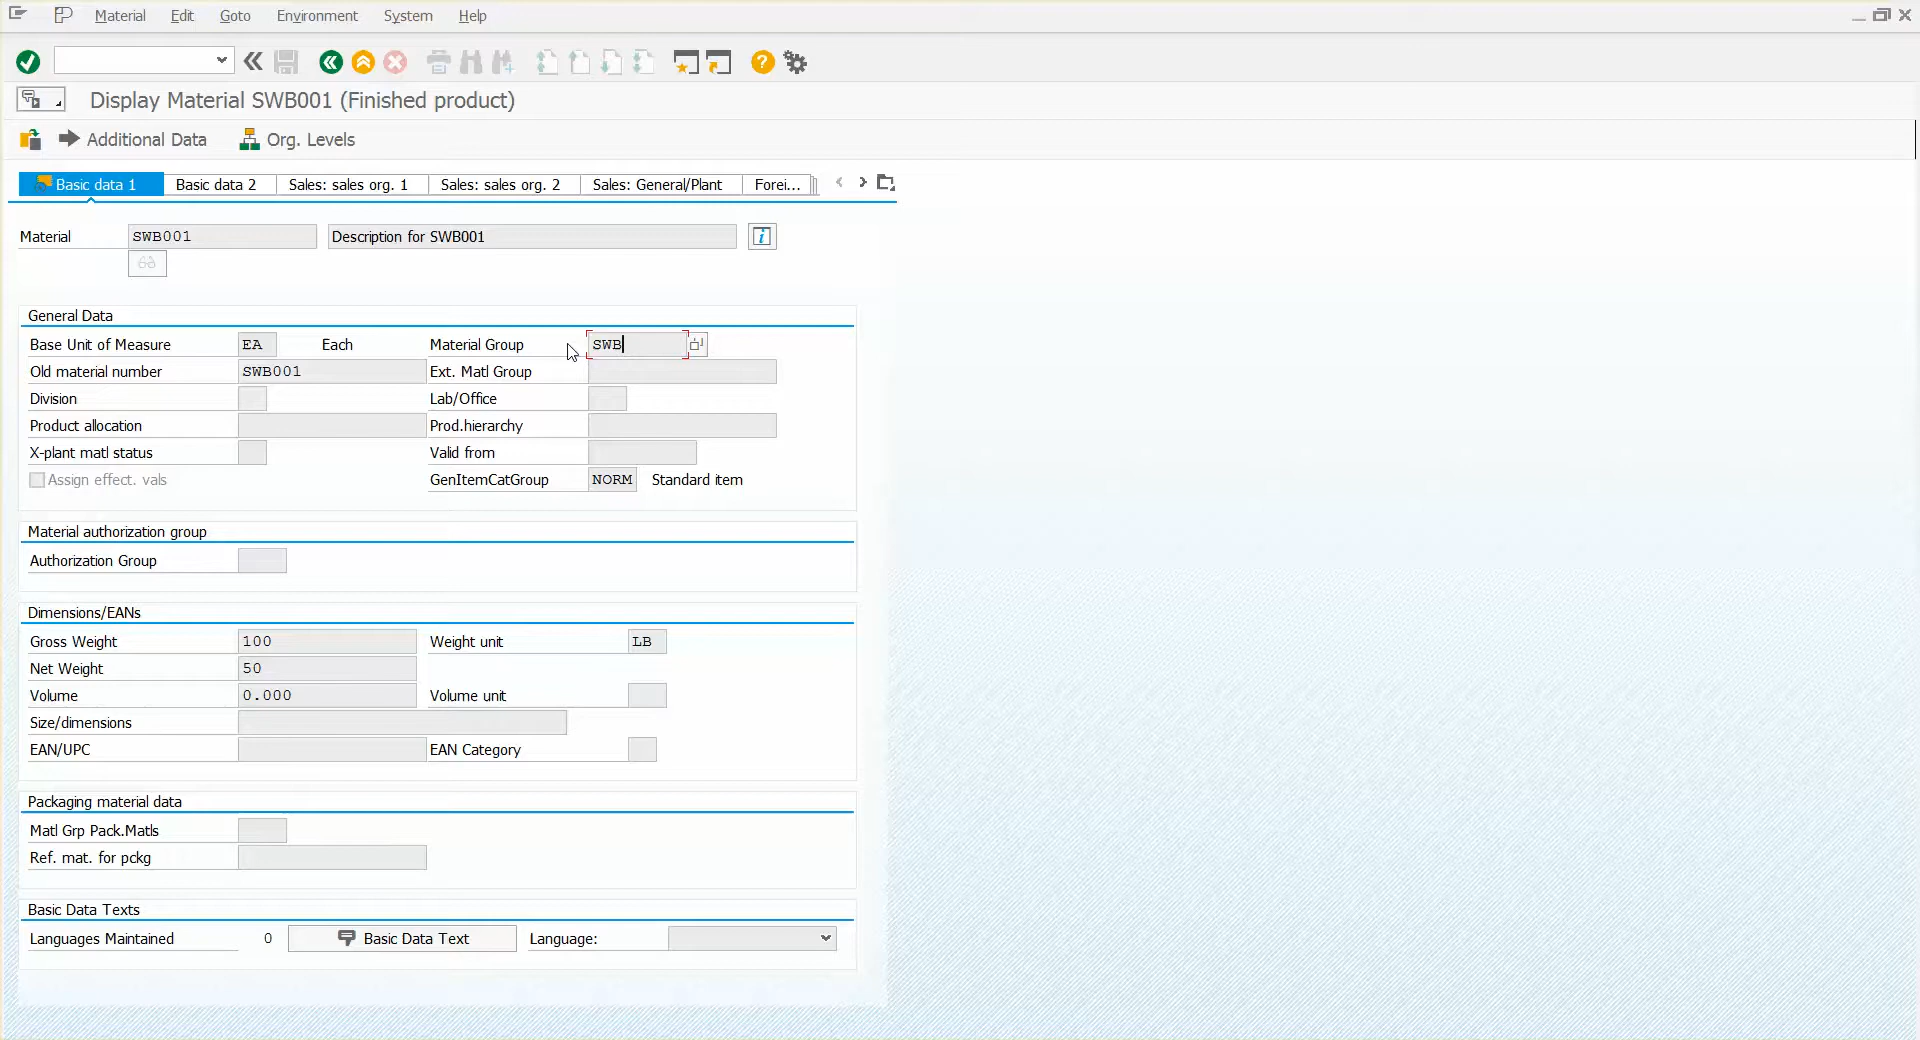 Material Edit Goto Environment System Help
Display Material SWB001 (Finished product)
Additional Data Org. Levels
Basic data 1 Basic data 2 Sales: sales org. 1 Sales: sales org. 2 Sales: General/Plant Forei...
Material SWB001 Description for SWB001
General Data
Base Unit of Measure EA Each Material Group SWB
Old material number SWB001 Ext. Matl Group
Division Lab/Office
Product allocation Prod.hierarchy
X-plant matl status Valid from
Assign effect. vals GenItemCatGroup NORM Standard item
Material authorization group
Authorization Group
Dimensions/EANs
Gross Weight 100 Weight unit LB
Net Weight 50
Volume 0.000 Volume unit
Size/dimensions
EAN/UPC EAN Category
Packaging material data
Matl Grp Pack.Matls
Ref. mat. for pckg
Basic Data Texts
Languages Maintained 0 Basic Data Text Language: